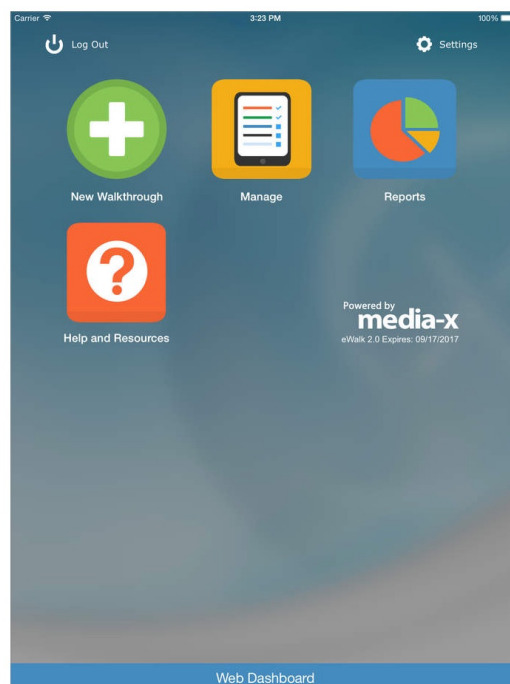 Carrier 3:23 PM 100%
Log Out Settings
New Walkthrough Manage Reports
Help and Resources
Powered by
media-x
eWalk 2.0 Expires: 09/17/2017
Web Dashboard